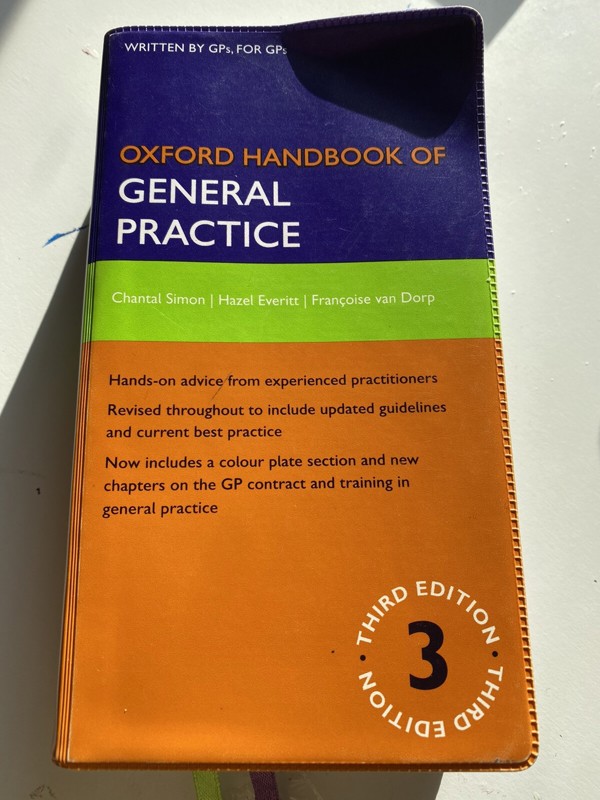 WRITTEN BY GPs, FOR GPs
OXFORD HANDBOOK OF
GENERAL
PRACTICE
Chantal Simon | Hazel Everitt | Françoise van Dorp
Hands-on advice from experienced practitioners
Revised throughout to include updated guidelines
and current best practice
Now includes a colour plate section and new
chapters on the GP contract and training in
general practice
THIRD EDITION • THIRD EDITION •
3